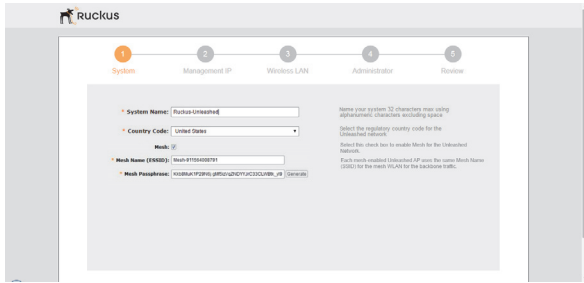 Ruckus
1 2 3 4 5
System Management IP Wireless LAN Administrator Review
* System Name: Ruckus-Unleashed
Name your system 32 characters max using
alphanumeric characters excluding space
* Country Code: United States
Select the regulatory country code for the
Unleashed network
Mesh:
Select this check box to enable Mesh for the Unleashed
Network.
* Mesh Name (ESSID): Mesh-911504000791
Each mesh-enabled Unleashed AP uses the same Mesh Name
(SSID) for the mesh WLAN for the backbone traffic.
* Mesh Passphrase: Generate